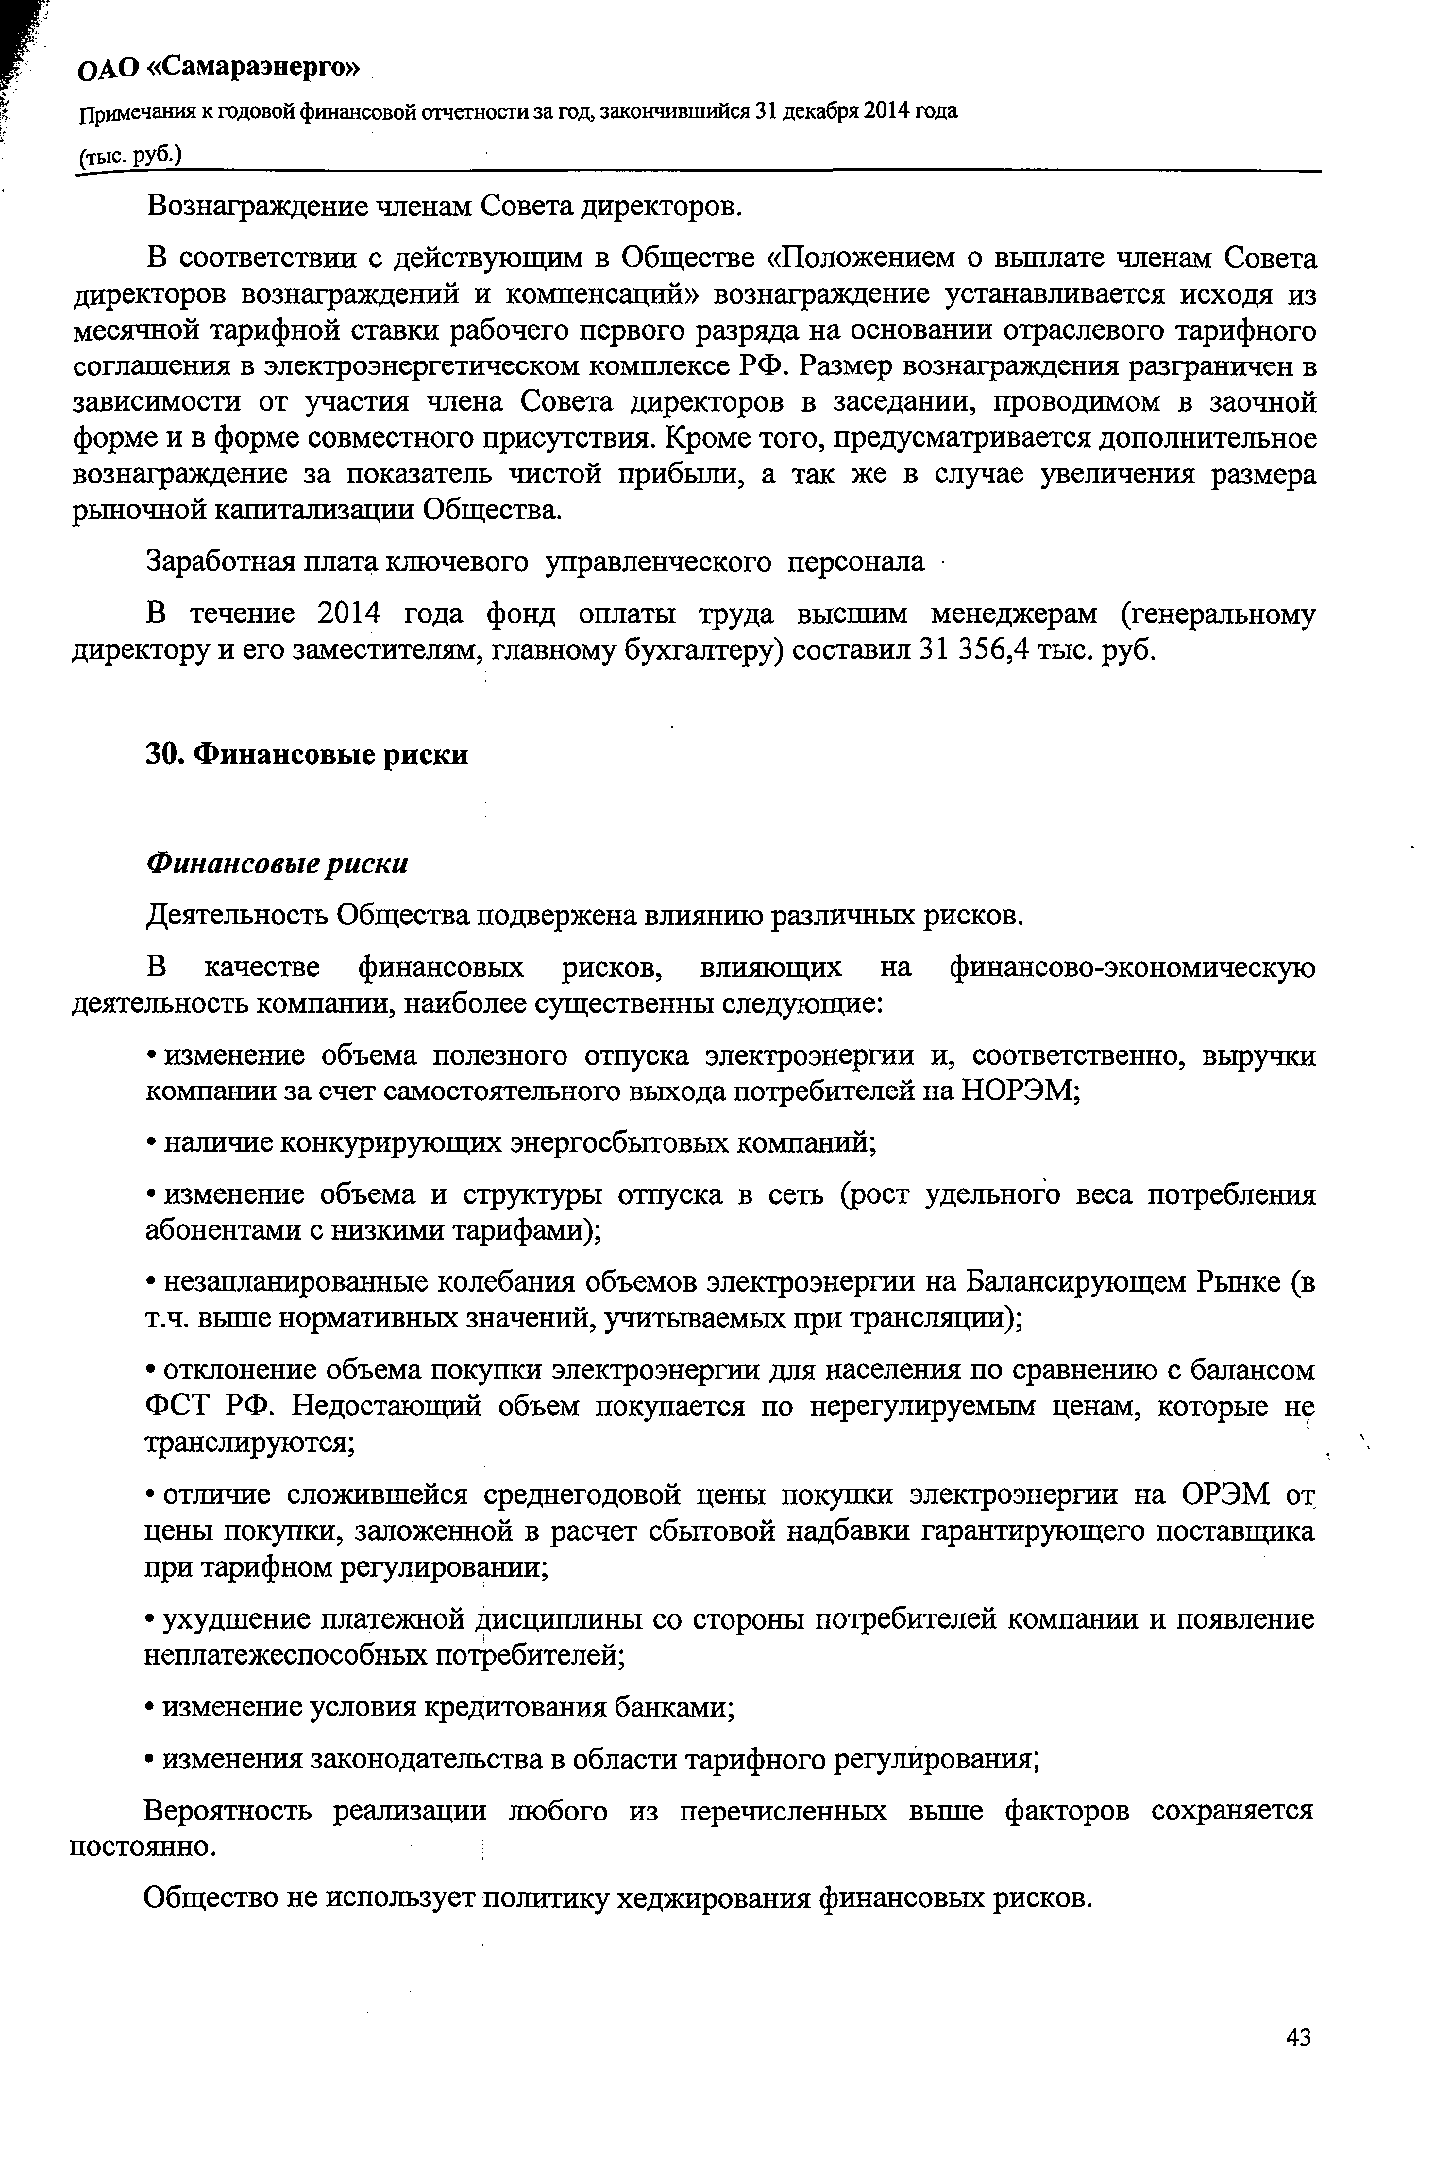 ОАО «Самараэнерго»
Примечания к годовой финансовой отчетности за год, закончившийся 31 декабря 2014 года
(тыс. руб.)
Вознаграждение членам Совета директоров.
В соответствии с действующим в Обществе «Положением о выплате членам Совета
директоров вознаграждений и компенсаций» вознаграждение устанавливается исходя из
месячной тарифной ставки рабочего первого разряда на основании отраслевого тарифного
соглашения в электроэнергетическом комплексе РФ. Размер вознаграждения разграничен в
зависимости от участия члена Совета директоров в заседании, проводимом в заочной
форме и в форме совместного присутствия. Кроме того, предусматривается дополнительное
вознаграждение за показатель чистой прибыли, а так же в случае увеличения размера
рыночной капитализации Общества.
Заработная плата ключевого управленческого персонала
В течение 2014 года фонд оплаты труда высшим менеджерам (генеральному
директору и его заместителям, главному бухгалтеру) составил 31 356,4 тыс. руб.
30. Финансовые риски
Финансовые риски
Деятельность Общества подвержена влиянию различных рисков.
В качестве финансовых рисков, влияющих на финансово-экономическую
деятельность компании, наиболее существенны следующие:
• изменение объема полезного отпуска электроэнергии и, соответственно, выручки
компании за счет самостоятельного выхода потребителей на НОРЭМ;
• наличие конкурирующих энергосбытовых компаний;
• изменение объема и структуры отпуска в сеть (рост удельного веса потребления
абонентами с низкими тарифами);
• незапланированные колебания объемов электроэнергии на Балансирующем Рынке (в
т.ч. выше нормативных значений, учитываемых при трансляции);
• отклонение объема покупки электроэнергии для населения по сравнению с балансом
ФСТ РФ. Недостающий объем покупается по нерегулируемым ценам, которые не
транслируются;
• отличие сложившейся среднегодовой цены покупки электроэнергии на ОРЭМ от
цены покупки, заложенной в расчет сбытовой надбавки гарантирующего поставщика
при тарифном регулировании;
• ухудшение платежной дисциплины со стороны потребителей компании и появление
неплатежеспособных потребителей;
• изменение условия кредитования банками;
• изменения законодательства в области тарифного регулирования;
Вероятность реализации любого из перечисленных выше факторов сохраняется
постоянно.
Общество не использует политику хеджирования финансовых рисков.
43